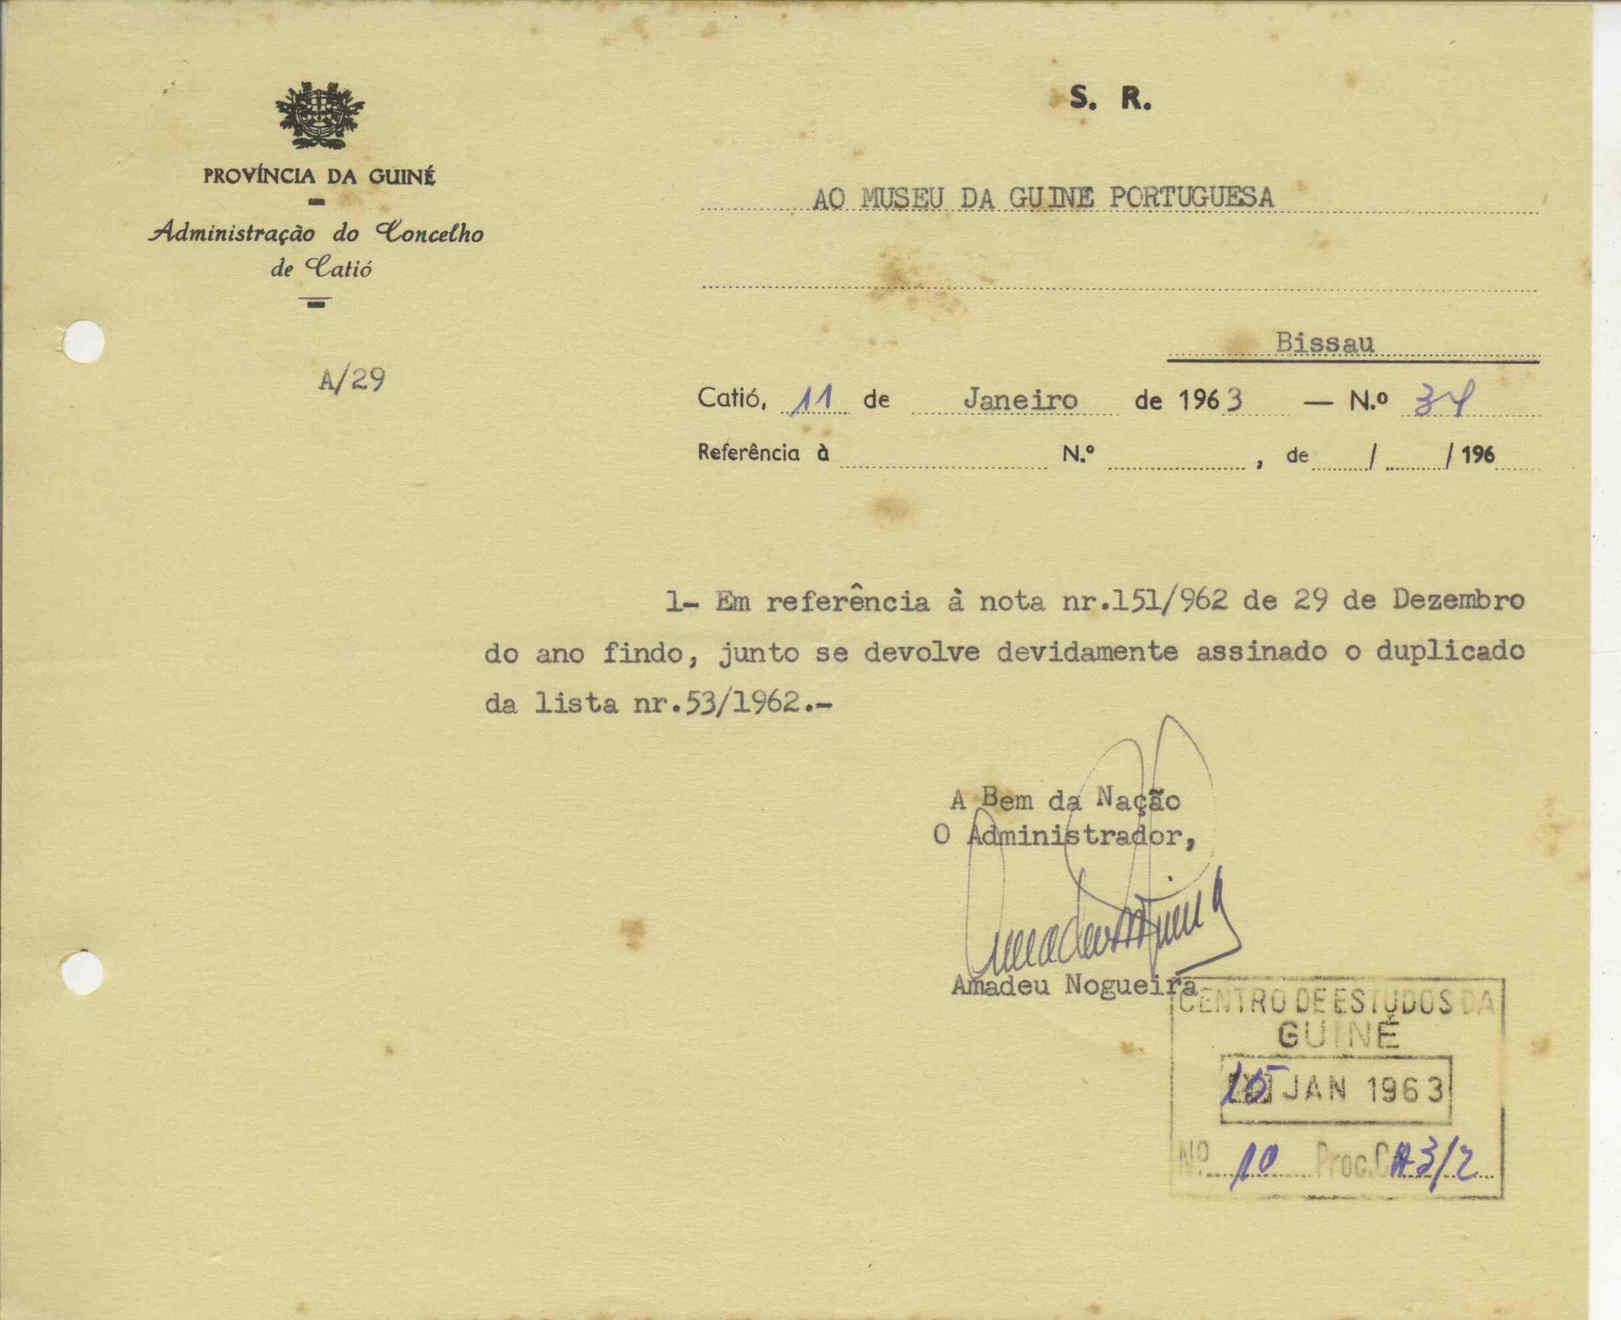 PROVÍNCIA DA GUINÉ
Administração do Concelho
de Catió
A/29
S. R.
AO MUSEU DA GUINE PORTUGUESA
Bissau
Catió, 11 de Janeiro de 1963 — N.º 34
Referência à N.º , de / / 196
1- Em referência à nota nr.151/962 de 29 de Dezembro
do ano findo, junto se devolve devidamente assinado o duplicado
da lista nr.53/1962.-
A Bem da Nação
O Administrador,
Amadeu Nogueira
CENTRO DE ESTUDOS DA
GUINÉ
15 JAN 1963
Nº 10 Proc. A3/2